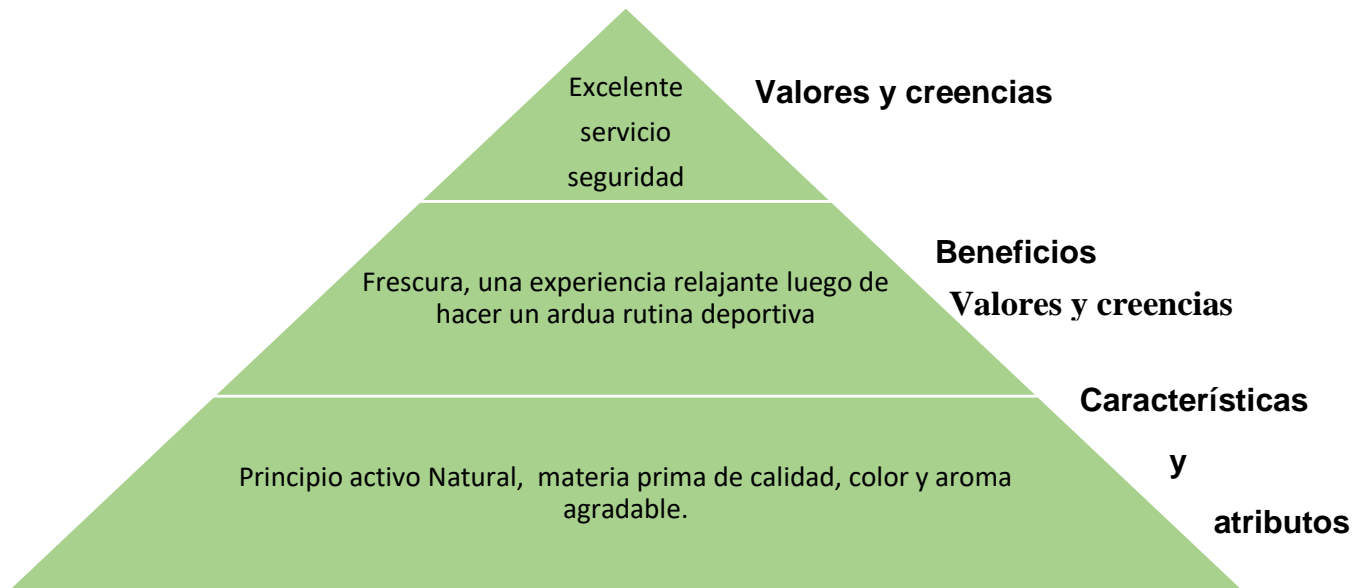 Excelente
servicio
seguridad
Valores y creencias
Frescura, una experiencia relajante luego de
hacer un ardua rutina deportiva
Beneficios
Valores y creencias
Principio activo Natural, materia prima de calidad, color y aroma
agradable.
Características
y
atributos